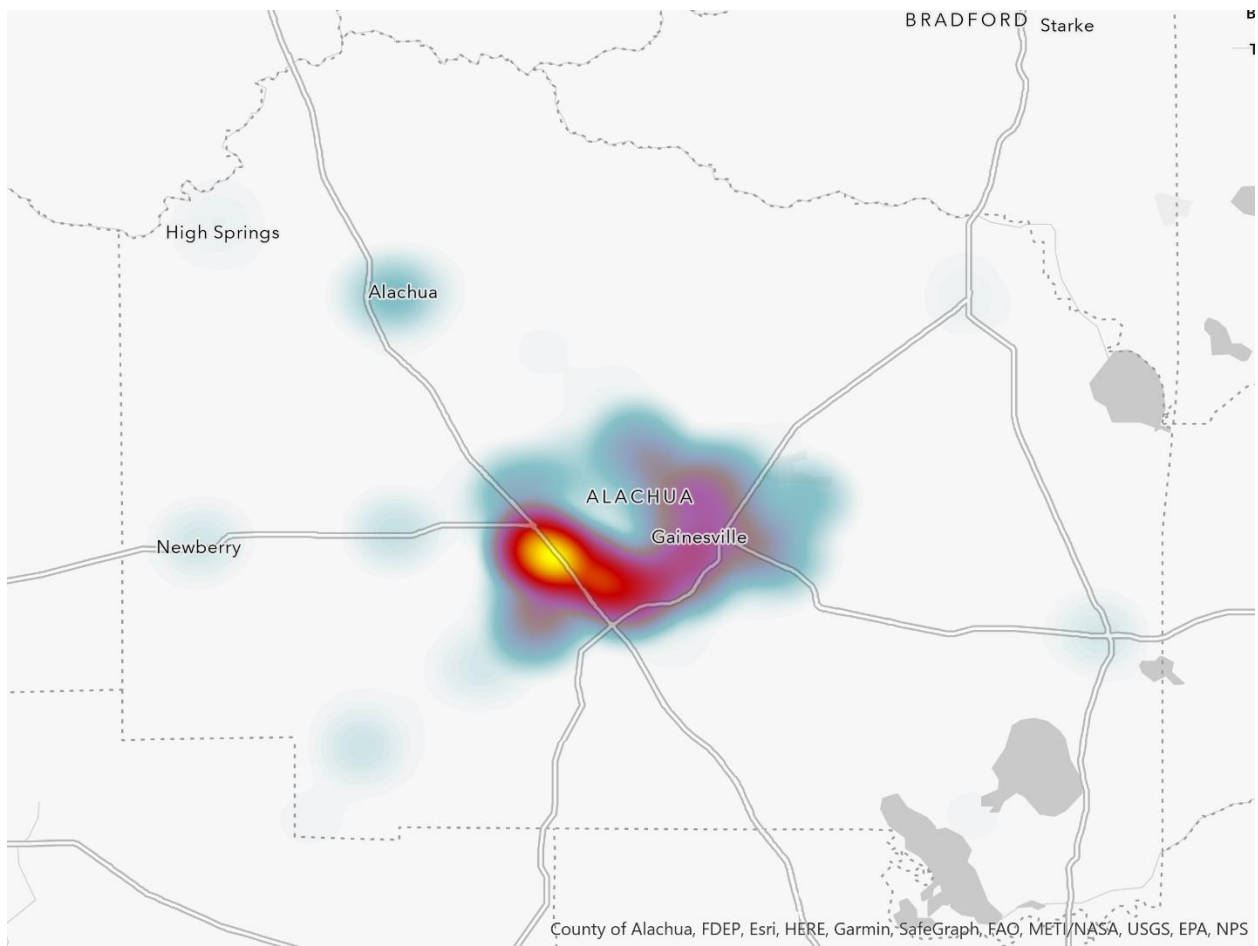 BRADFORD
Starke
High Springs
Alachua
ALACHUA
Gainesville
Newberry
County of Alachua, FDEP, Esri, HERE, Garmin, SafeGraph, FAO, METI/NASA, USGS, EPA, NPS